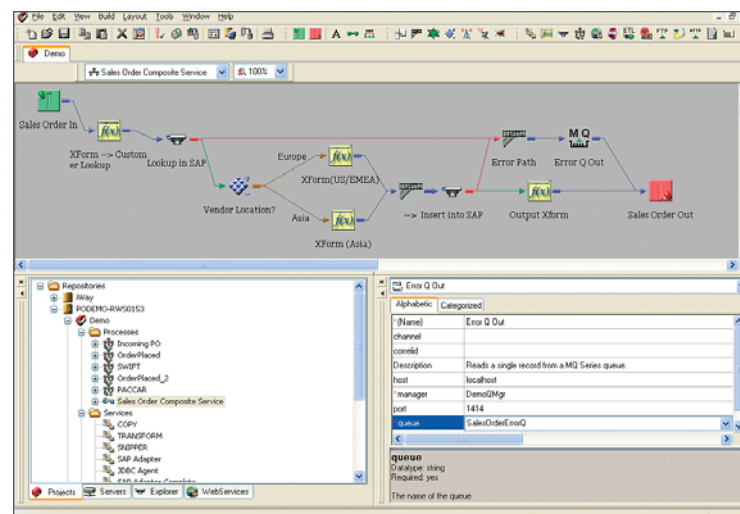 File Edit View Build Layout Tools Window Help
Demo
Sales Order Composite Service 100%
Sales Order In
XForm --> Custom
er Lookup
Lookup in SAP
Vendor Location?
Europe
Asia
XForm(US/EMEA)
XForm (Asia)
--> Insert into SAP
Error Path
MQ
Error Q Out
Output Xform
Sales Order Out
f(x)
f(x)
f(x)
f(x)
Repositories
iWay
PODEMO-RWS0153
Demo
Processes
Incoming PO
OrderPlaced
SWIFT
OrderPlaced_2
PACCAR
Sales Order Composite Service
Services
COPY
TRANSFORM
SNIPPER
SAP Adapter
JDBC Agent
SAP Adapter Complete
Projects Servers Explorer WebServices
Error Q Out
Alphabetic Categorized
*(Name) Error Q Out
channel
correlid
Description Reads a single record from a MQ Series queue.
host localhost
*manager DemoQMgr
port 1414
*queue SalesOrderErrorQ
queue
Datatype: string
Required: yes
The name of the queue